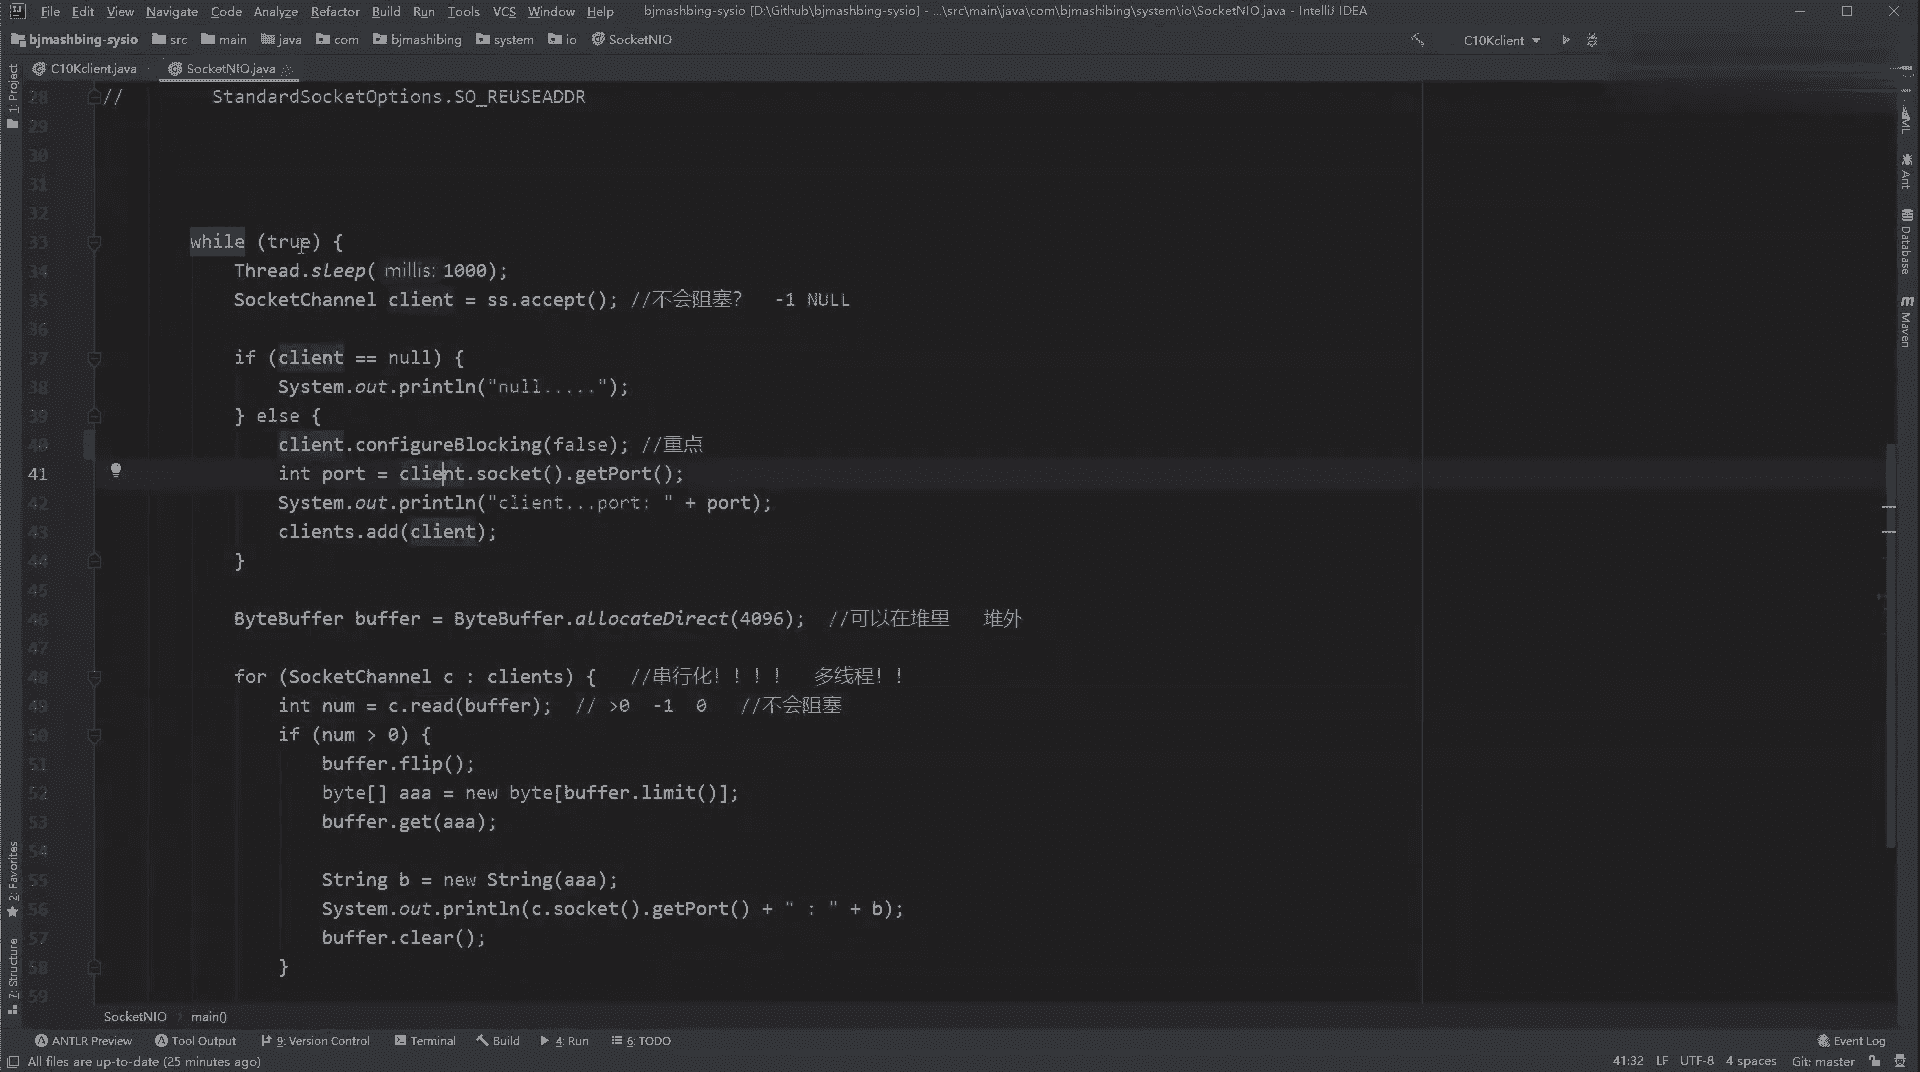 File Edit View Navigate Code Analyze Refactor Build Run Tools VCS Window Help bjmashbing-sysio [D:\Github\bjmashbing-sysio] - ...\src\main\java\com\bjmashibing\system\io\SocketNIO.java - IntelliJ IDEA
bjmashbing-sysio src main java com bjmashibing system io SocketNIO C10Kclient
C10Kclient.java SocketNIO.java
1: Project
28 // StandardSocketOptions.SO_REUSEADDR
29
30
31
32
33 while (true) {
34 Thread.sleep( millis: 1000);
35 SocketChannel client = ss.accept(); //不会阻塞? -1 NULL
36
37 if (client == null) {
38 System.out.println("null.....");
39 } else {
40 client.configureBlocking(false); //重点
41 int port = client.socket().getPort();
42 System.out.println("client...port: " + port);
43 clients.add(client);
44 }
45
46 ByteBuffer buffer = ByteBuffer.allocateDirect(4096); //可以在堆里 堆外
47
48 for (SocketChannel c : clients) { //串行化！！！！ 多线程！！
49 int num = c.read(buffer); // >0 -1 0 //不会阻塞
50 if (num > 0) {
51 buffer.flip();
52 byte[] aaa = new byte[buffer.limit()];
53 buffer.get(aaa);
54
55 String b = new String(aaa);
56 System.out.println(c.socket().getPort() + " : " + b);
57 buffer.clear();
58 }
59
Ant
Database
Maven
2: Favorites
7: Structure
SocketNIO main()
ANTLR Preview Tool Output 9: Version Control Terminal Build 4: Run 6: TODO Event Log
All files are up-to-date (25 minutes ago) 41:32 LF UTF-8 4 spaces Git: master